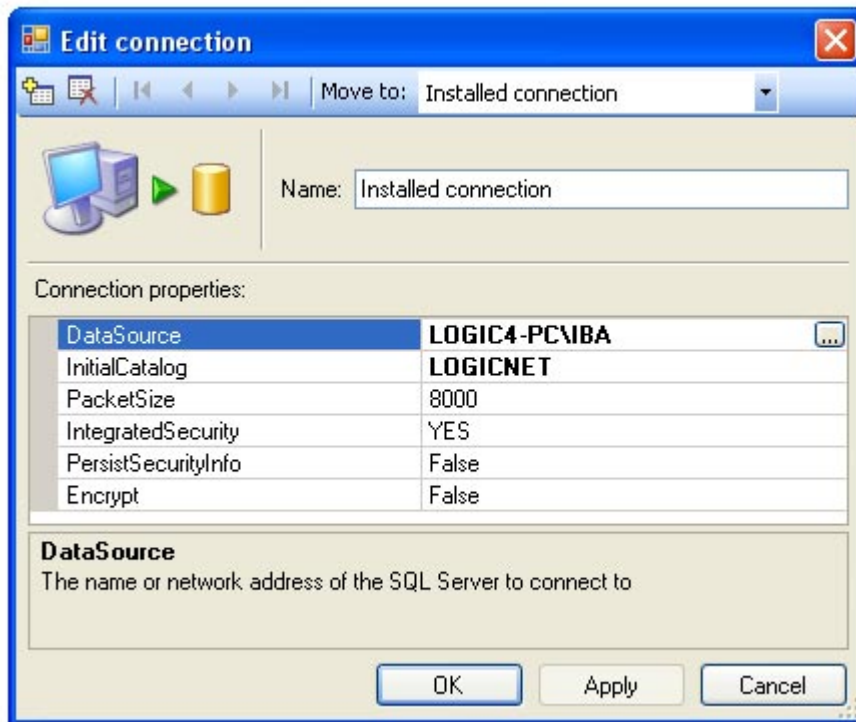 Edit connection
Move to: Installed connection
Name: Installed connection
Connection properties:
DataSource LOGIC4-PC\IBA ...
InitialCatalog LOGICNET
PacketSize 8000
IntegratedSecurity YES
PersistSecurityInfo False
Encrypt False
DataSource
The name or network address of the SQL Server to connect to
OK Apply Cancel